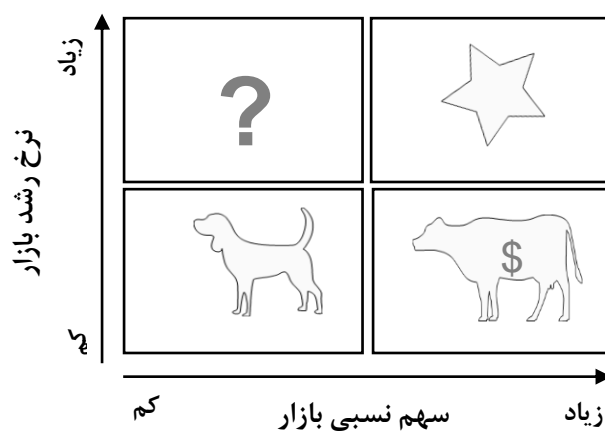 زیاد
?
نرخ رشد بازار
$
کم
کم
سهم نسبی بازار
زیاد